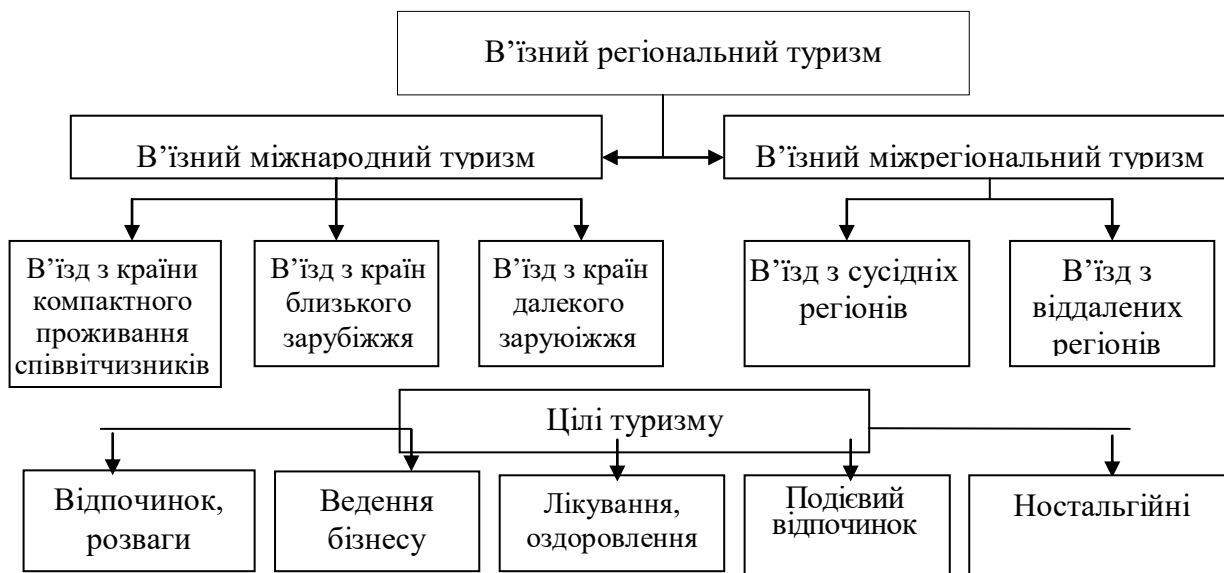 В’їзний регіональний туризм
В’їзний міжнародний туризм
В’їзний міжрегіональний туризм
В’їзд з країни
компактного
проживання
співвітчизників
В’їзд з країн
близького
зарубіжжя
В’їзд з країн
далекого
заруюіжжя
В’їзд з сусідніх
регіонів
В’їзд з
віддалених
регіонів
Цілі туризму
Відпочинок,
розваги
Ведення
бізнесу
Лікування,
оздоровлення
Подієвий
відпочинок
Ностальгійні